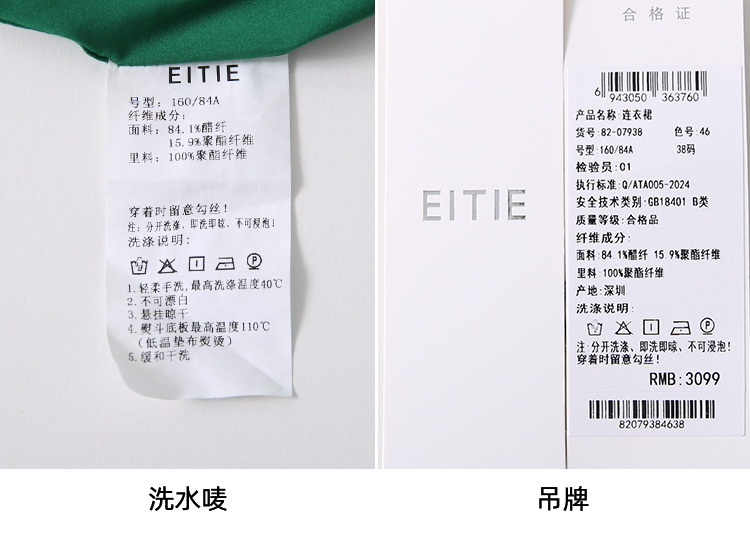 EITIE
号型: 160/84A
纤维成分:
面料: 84.1%醋纤
15.9%聚酯纤维
里料: 100%聚酯纤维
穿着时留意勾丝!
注: 分开洗涤、即洗即晾、不可浸泡!
洗涤说明:
1.轻柔手洗,最高洗涤温度40℃
2.不可漂白
3.悬挂晾干
4.熨斗底板最高温度110℃
(低温垫布熨烫)
5.缓和干洗
洗水唛
EITIE
合格证
6 943050 363760
产品名称:连衣裙
货号:82-07938 色号:46
号型:160/84A 38码
检验员:01
执行标准:Q/ATA005-2024
安全技术类别:GB18401 B类
质量等级:合格品
纤维成分:
面料:84.1%醋纤 15.9%聚酯纤维
里料:100%聚酯纤维
产地:深圳
洗涤说明:
注:分开洗涤、即洗即晾、不可浸泡!
穿着时留意勾丝!
RMB:3099
82079384638
吊牌